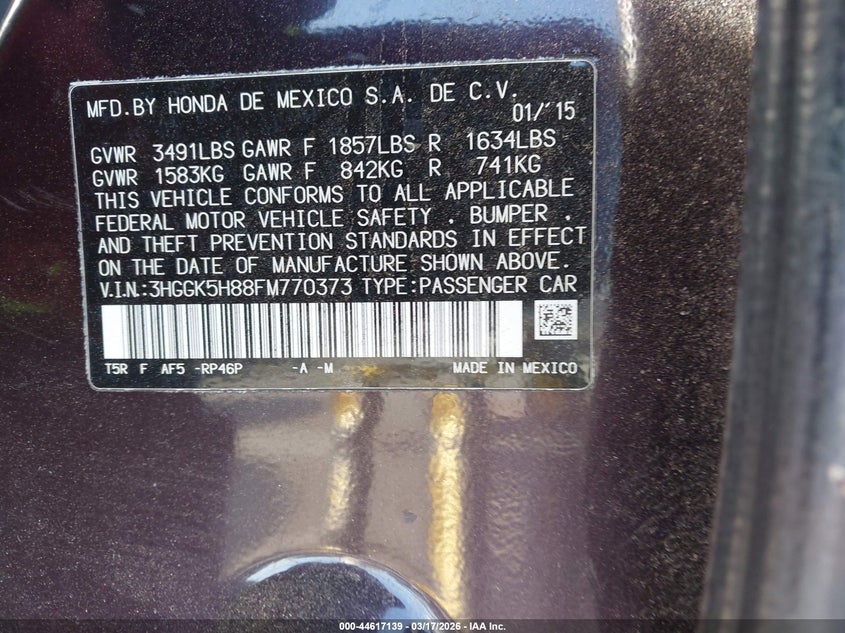 MFD.BY HONDA DE MEXICO S.A. DE C.V.
01/'15
GVWR 3491LBS GAWR F 1857LBS R 1634LBS
GVWR 1583KG GAWR F 842KG R 741KG
THIS VEHICLE CONFORMS TO ALL APPLICABLE
FEDERAL MOTOR VEHICLE SAFETY . BUMPER .
AND THEFT PREVENTION STANDARDS IN EFFECT
ON THE DATE OF MANUFACTURE SHOWN ABOVE.
V.I.N.:3HGGK5H88FM770373 TYPE:PASSENGER CAR
T5R F AF5 -RP46P -A -M MADE IN MEXICO
000-44617139 — 03/17/2026 — IAA Inc.